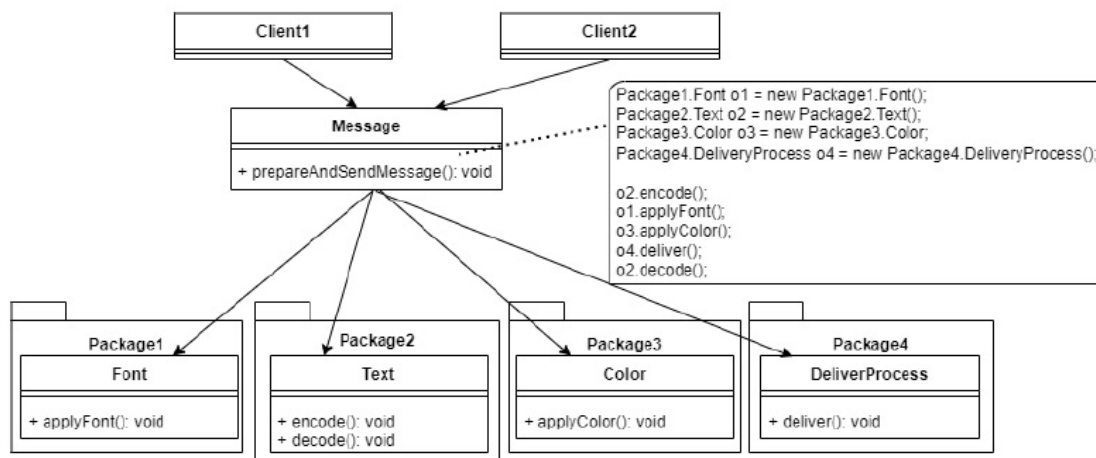 Client1
Client2
Message
+ prepareAndSendMessage(): void
Package1.Font o1 = new Package1.Font();
Package2.Text o2 = new Package2.Text();
Package3.Color o3 = new Package3.Color;
Package4.DeliveryProcess o4 = new Package4.DeliveryProcess();
o2.encode();
o1.applyFont();
o3.applyColor();
o4.deliver();
o2.decode();
Package1
Font
+ applyFont(): void
Package2
Text
+ encode(): void
+ decode(): void
Package3
Color
+ applyColor(): void
Package4
DeliverProcess
+ deliver(): void